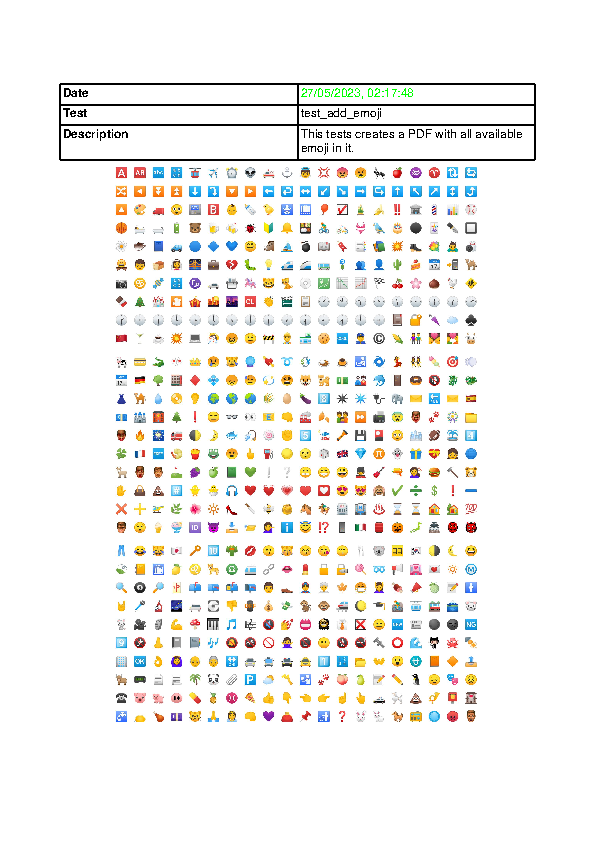 Date 27/05/2023, 02:17:48
Test test_add_emoji
Description This tests creates a PDF with all available
emoji in it.